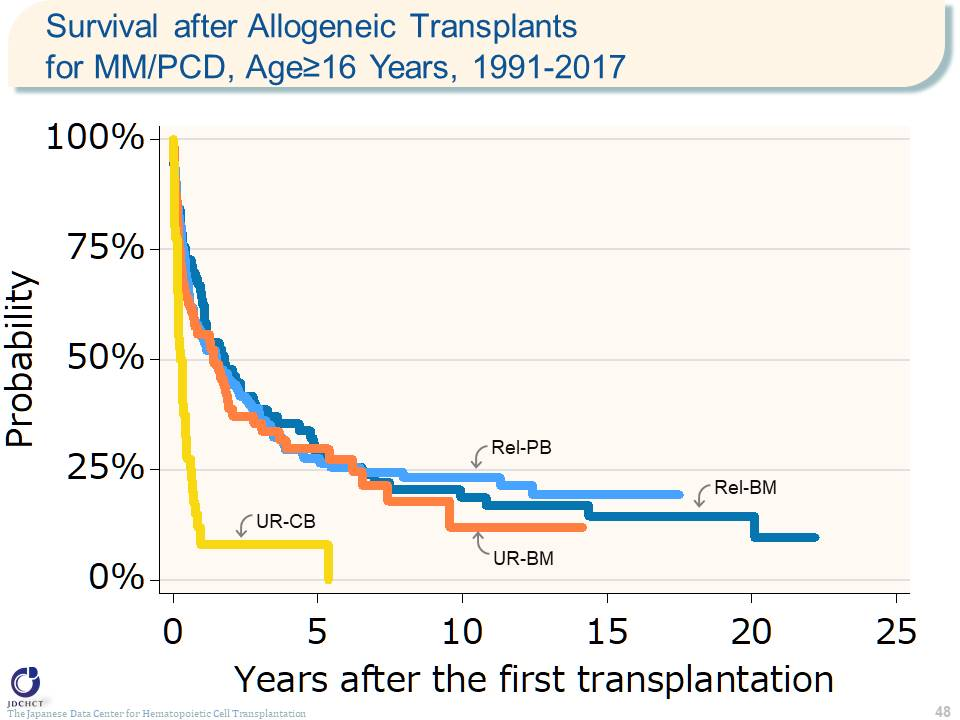 Survival after Allogeneic Transplants
for MM/PCD, Age≥16 Years, 1991-2017
100%
75%
50%
25%
0%
Probability
Rel-PB
Rel-BM
UR-CB
UR-BM
0 5 10 15 20 25
Years after the first transplantation
JDCHCT
The Japanese Data Center for Hematopoietic Cell Transplantation
48